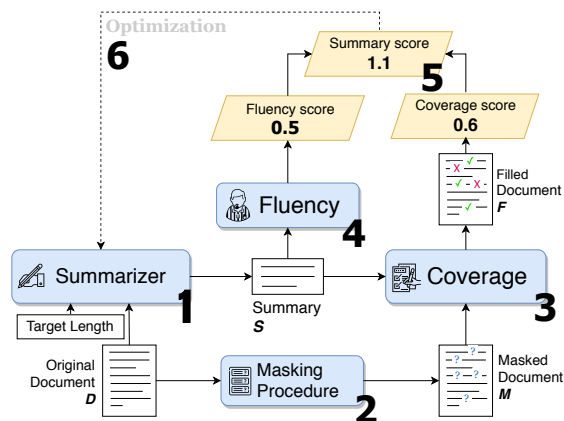 Optimization
6
Summary score
1.1
5
Fluency score
0.5
Coverage score
0.6
Filled
Document
F
Fluency
4
Summarizer
1
Summary
S
Coverage
3
Target Length
Original
Document
D
Masking
Procedure
2
Masked
Document
M